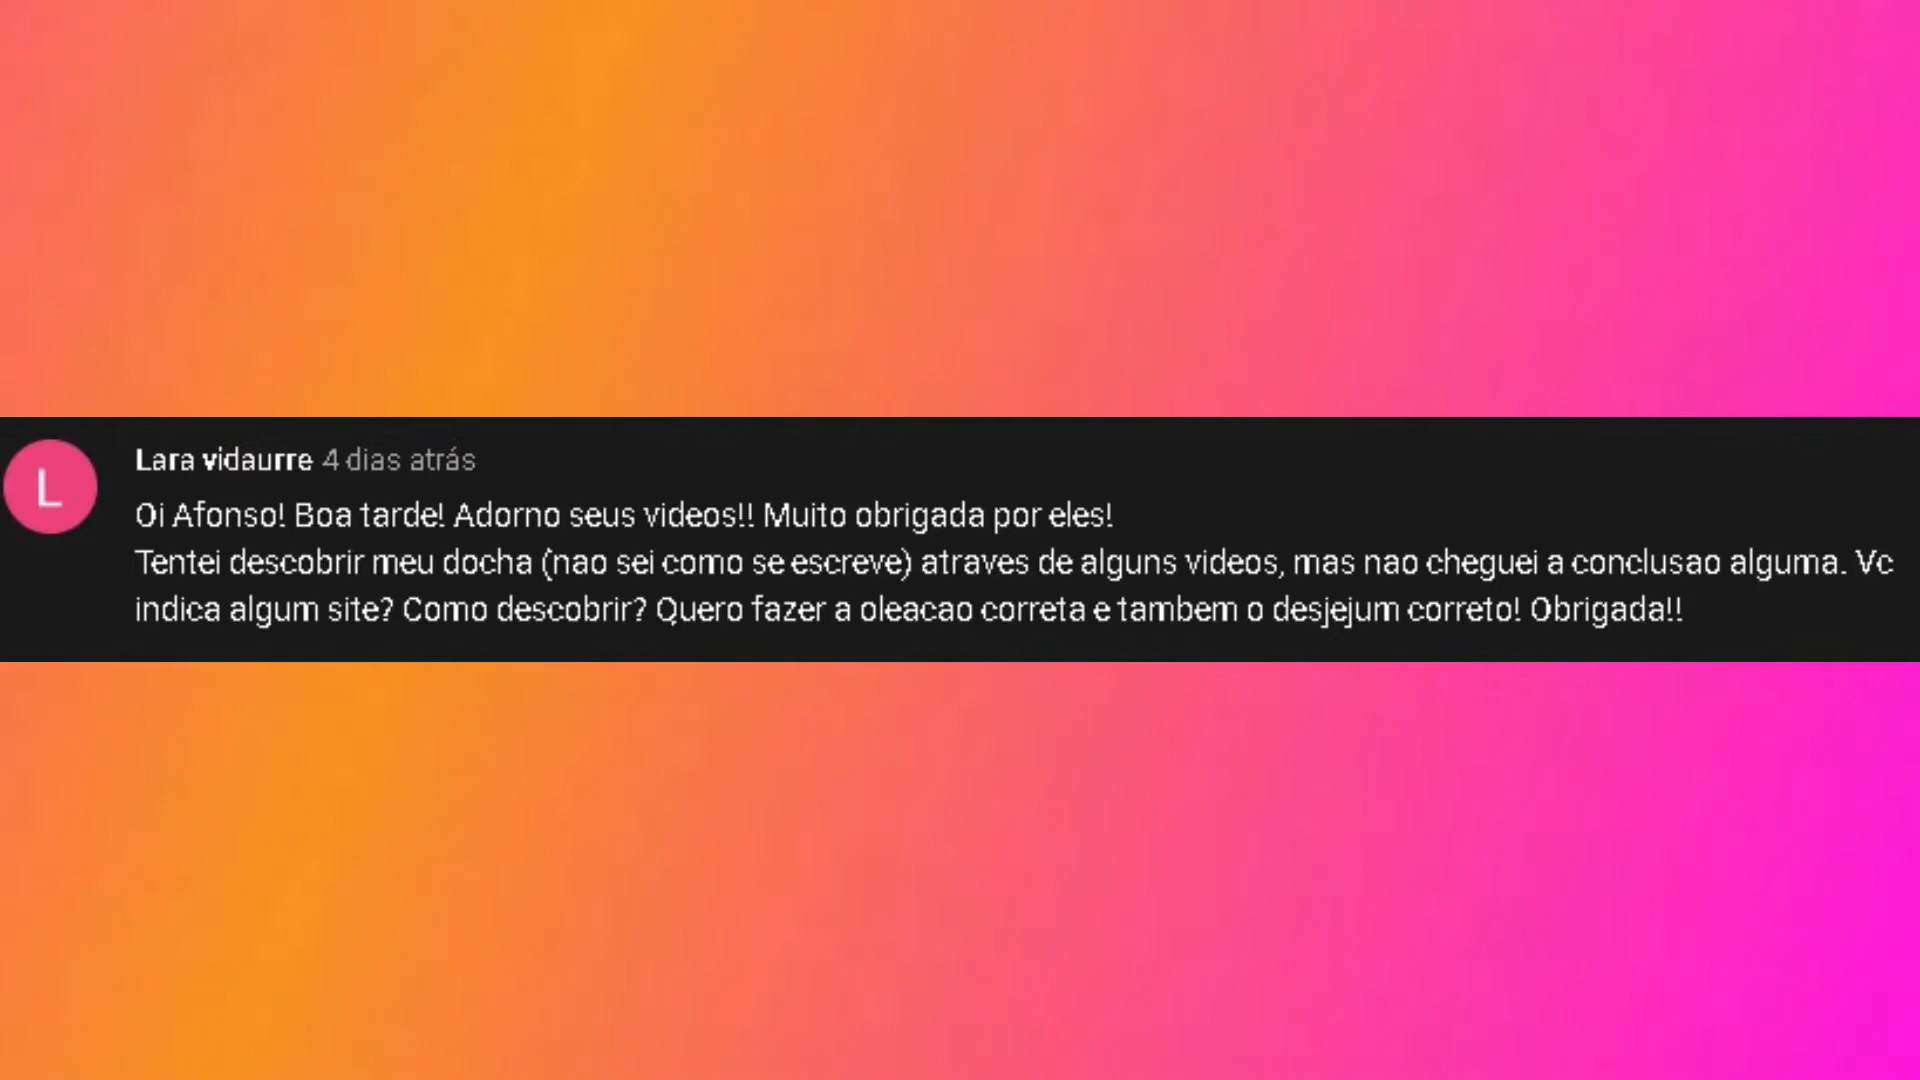 L
Lara vidaurre 4 dias atrás
Oi Afonso! Boa tarde! Adorno seus videos!! Muito obrigada por eles!
Tentei descobrir meu docha (nao sei como se escreve) atraves de alguns videos, mas nao cheguei a conclusao alguma. Vc
indica algum site? Como descobrir? Quero fazer a oleacao correta e tambem o desjejum correto! Obrigada!!